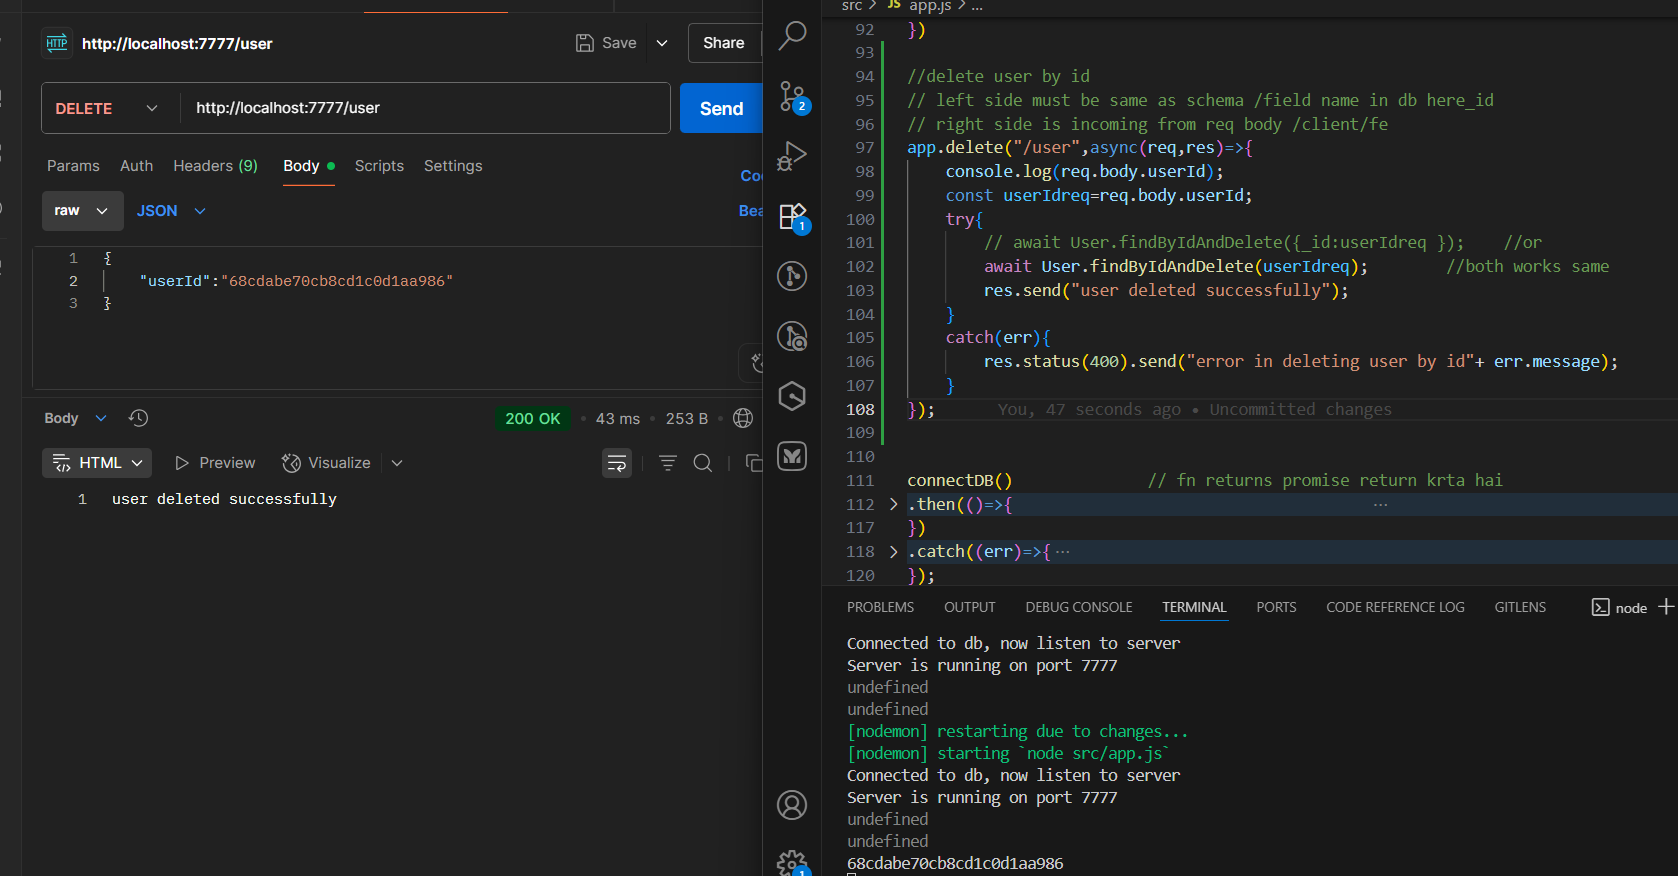 HTTP http://localhost:7777/user Save Share
DELETE http://localhost:7777/user Send
Params Auth Headers (9) Body Scripts Settings
raw JSON
1 {
2 "userId":"68cdabe70cb8cd1c0d1aa986"
3 }
Body 200 OK • 43 ms • 253 B •
HTML Preview Visualize
1 user deleted successfully
2
1
1
src > JS app.js > ...
92 })
93
94 //delete user by id
95 // left side must be same as schema /field name in db here_id
96 // right side is incoming from req body /client/fe
97 app.delete("/user",async(req,res)=>{
98 console.log(req.body.userId);
99 const userIdreq=req.body.userId;
100 try{
101 // await User.findByIdAndDelete({_id:userIdreq }); //or
102 await User.findByIdAndDelete(userIdreq); //both works same
103 res.send("user deleted successfully");
104 }
105 catch(err){
106 res.status(400).send("error in deleting user by id"+ err.message);
107 }
108 }); You, 47 seconds ago • Uncommitted changes
109
110
111 connectDB() // fn returns promise return krta hai
112 > .then(()=>{ ...
117 })
118 > .catch((err)=>{ ...
120 });
PROBLEMS OUTPUT DEBUG CONSOLE TERMINAL PORTS CODE REFERENCE LOG GITLENS node
Connected to db, now listen to server
Server is running on port 7777
undefined
undefined
[nodemon] restarting due to changes...
[nodemon] starting `node src/app.js`
Connected to db, now listen to server
Server is running on port 7777
undefined
undefined
68cdabe70cb8cd1c0d1aa986